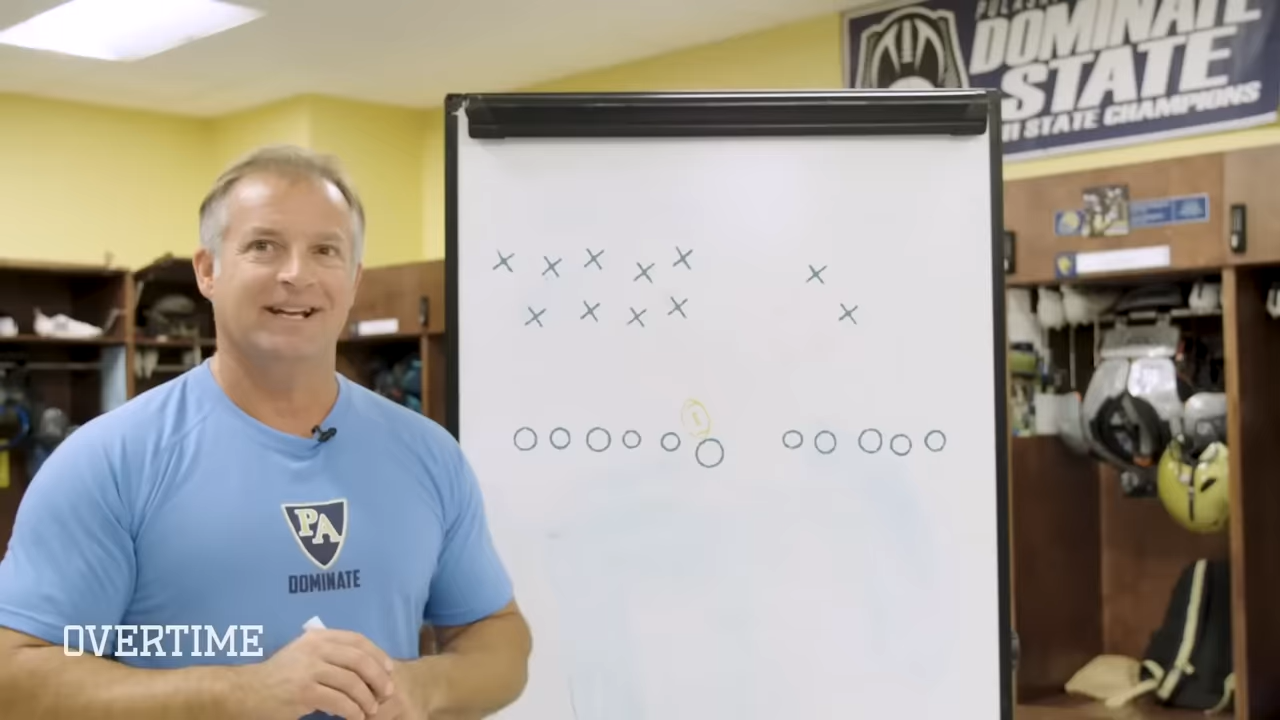 DOMINATE
STATE
STATE CHAMPIONS
PA
DOMINATE
OVERTIME